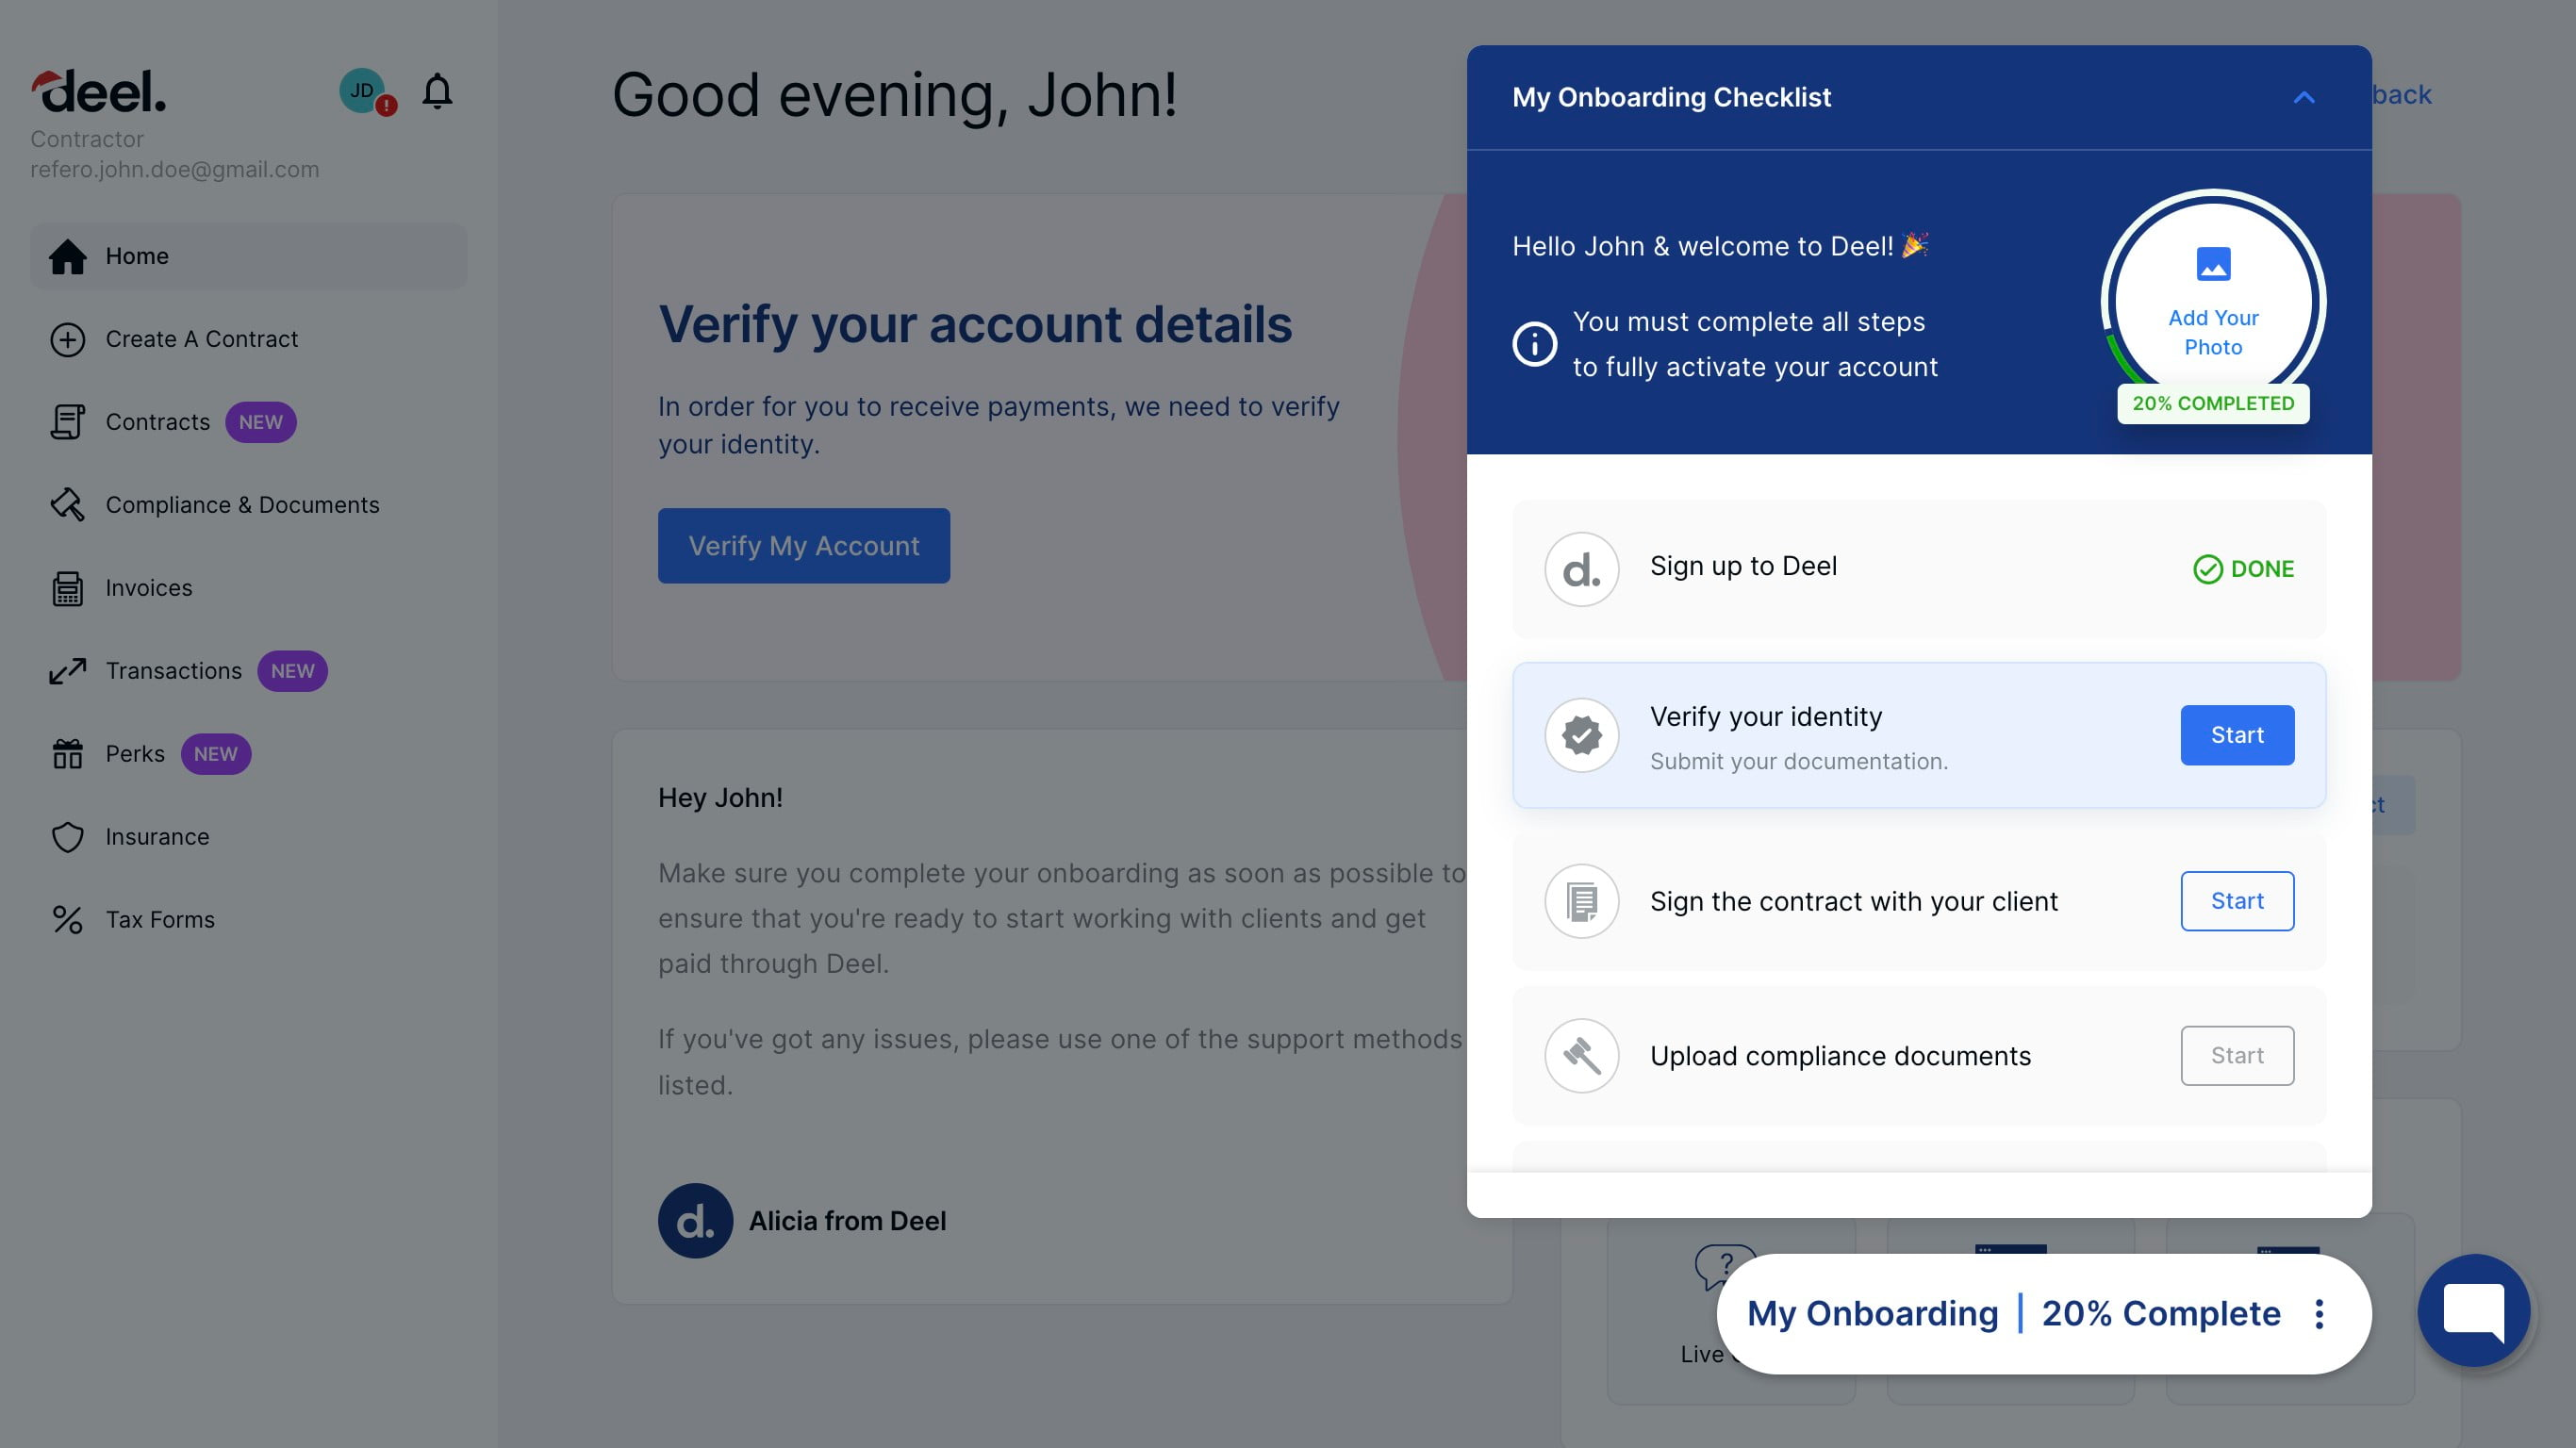 deel.
JD
!
Contractor
refero.john.doe@gmail.com
Home
Create A Contract
Contracts NEW
Compliance & Documents
Invoices
Transactions NEW
Perks NEW
Insurance
Tax Forms
Good evening, John!
back
Verify your account details
In order for you to receive payments, we need to verify
your identity.
Verify My Account
Hey John!
Make sure you complete your onboarding as soon as possible to
ensure that you're ready to start working with clients and get
paid through Deel.
If you've got any issues, please use one of the support methods
listed.
d. Alicia from Deel
My Onboarding Checklist
Hello John & welcome to Deel! 🎉
You must complete all steps
to fully activate your account
Add Your
Photo
20% COMPLETED
d. Sign up to Deel DONE
Verify your identity
Submit your documentation.
Start
Sign the contract with your client Start
Upload compliance documents Start
?
Live
My Onboarding | 20% Complete